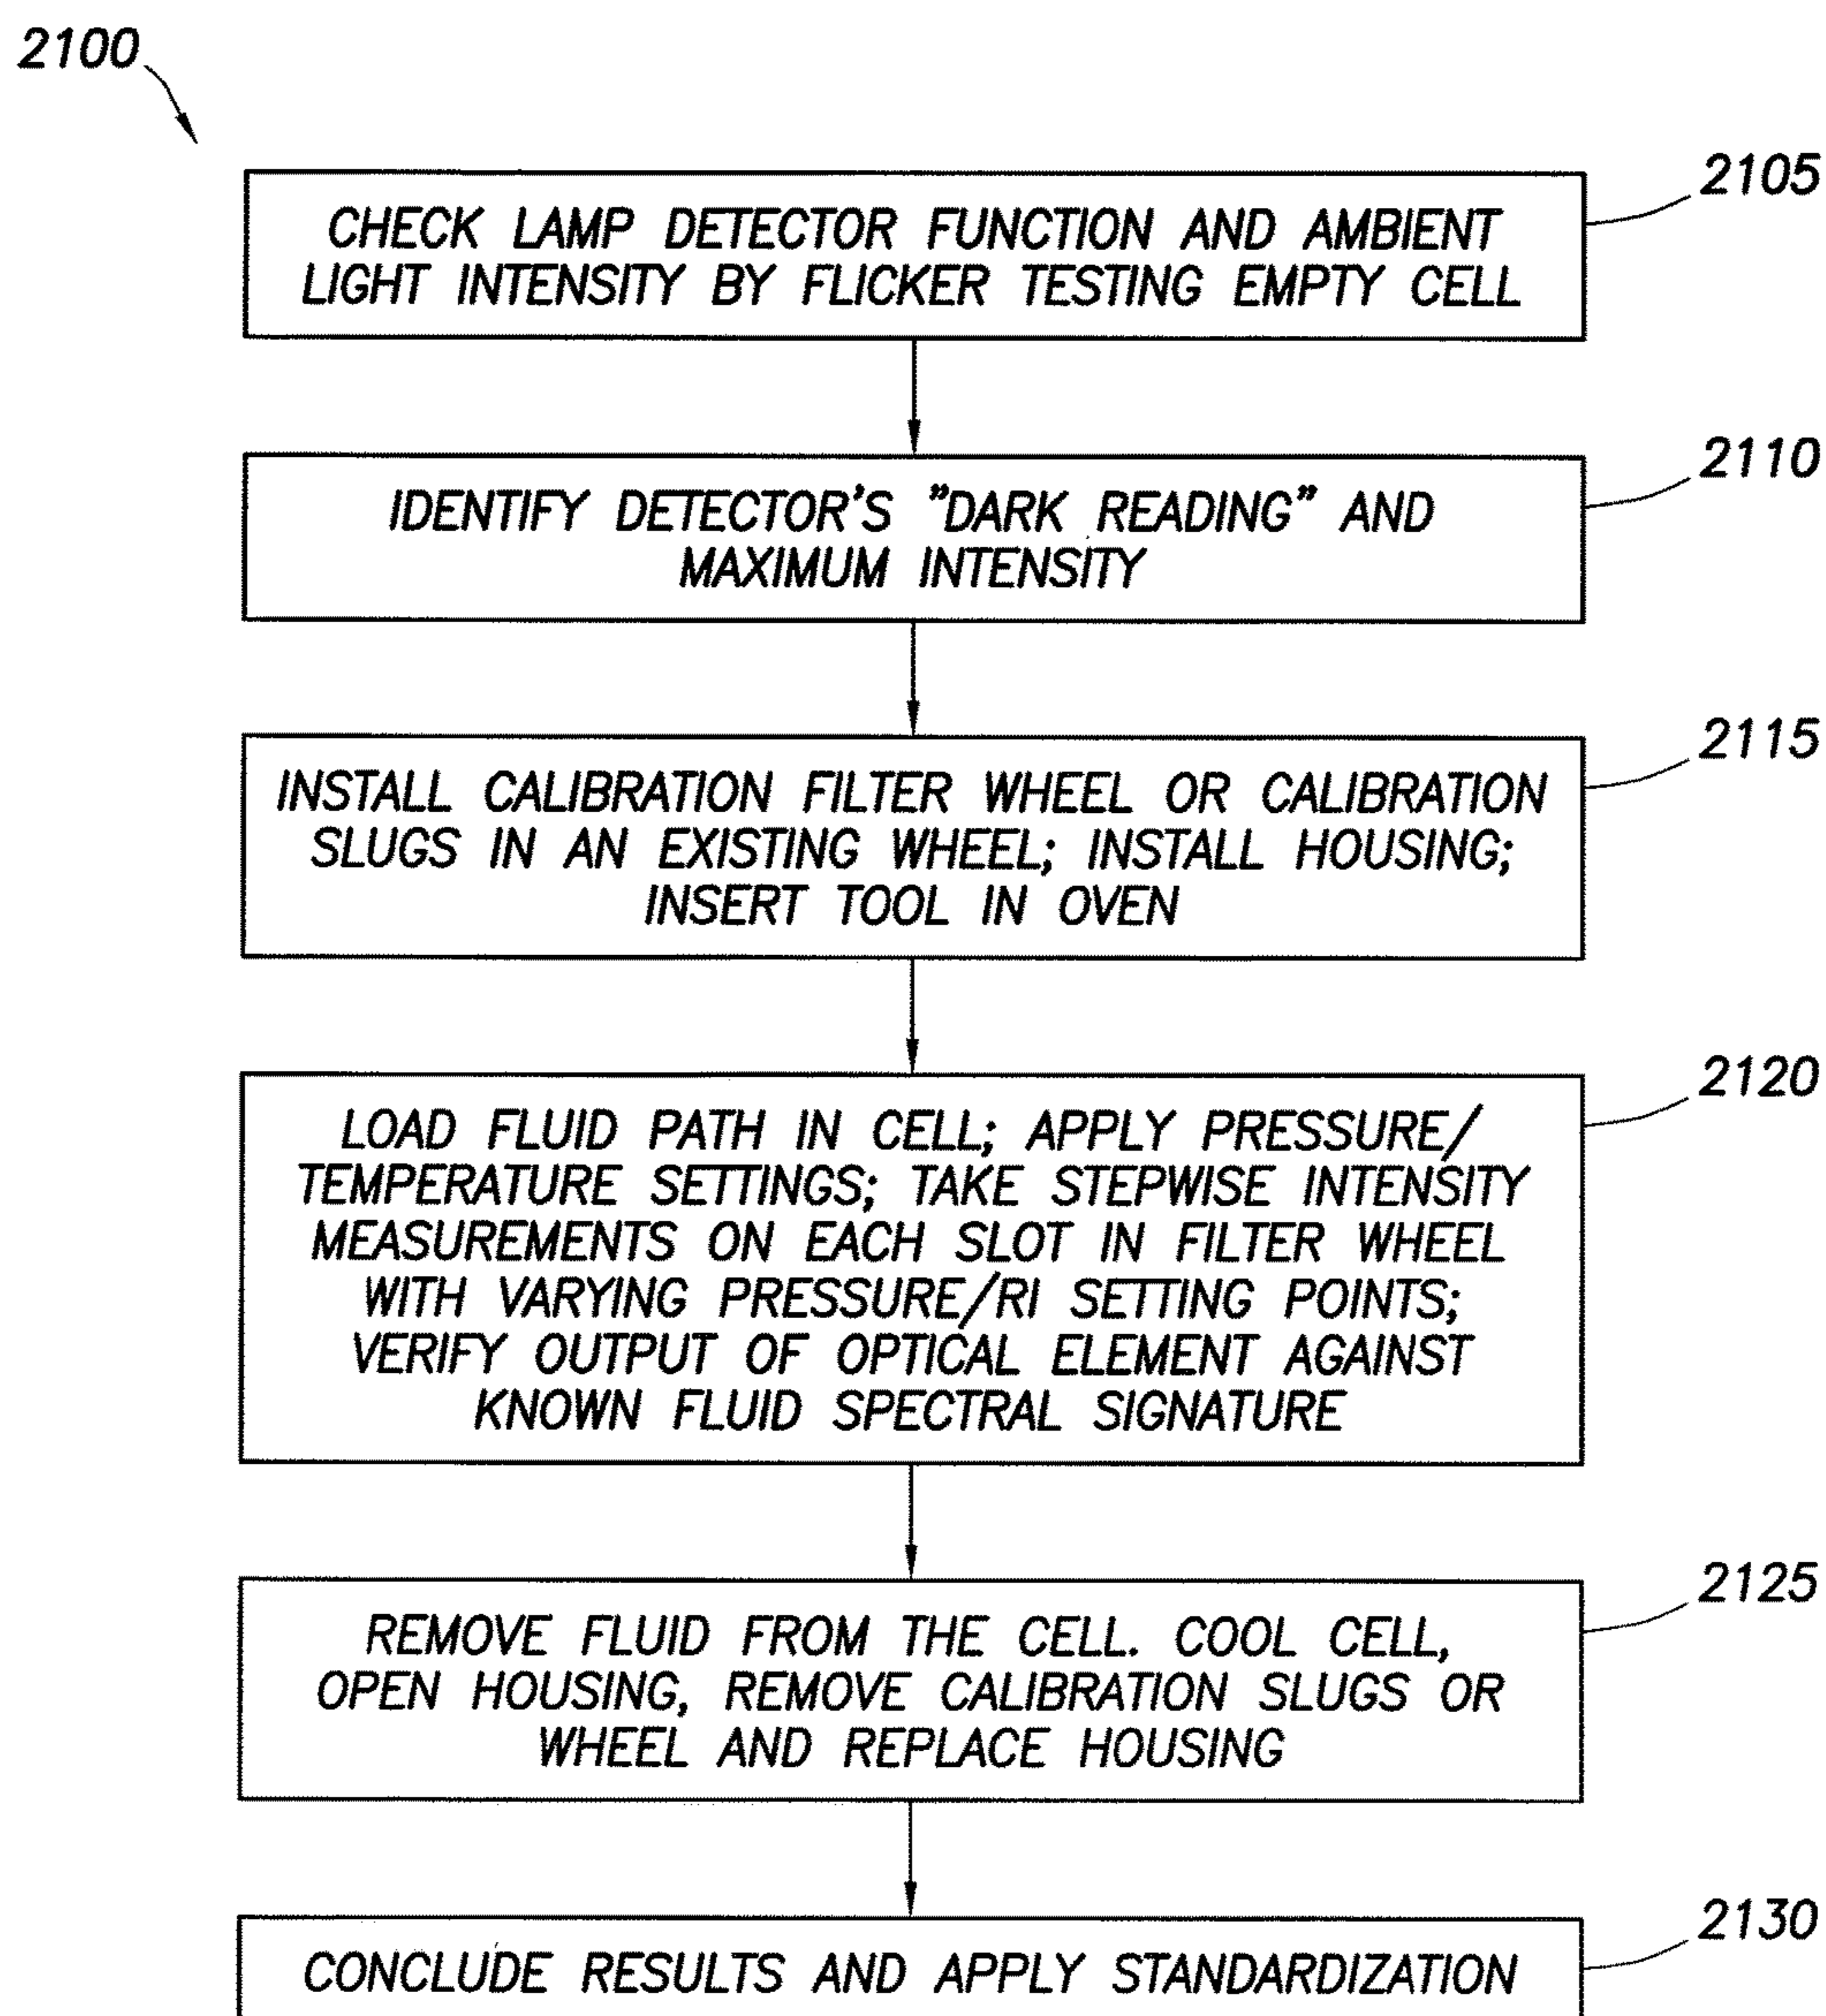 2100
2105
CHECK LAMP DETECTOR FUNCTION AND AMBIENT
LIGHT INTENSITY BY FLICKER TESTING EMPTY CELL
2110
IDENTIFY DETECTOR'S "DARK READING" AND
MAXIMUM INTENSITY
2115
INSTALL CALIBRATION FILTER WHEEL OR CALIBRATION
SLUGS IN AN EXISTING WHEEL; INSTALL HOUSING;
INSERT TOOL IN OVEN
2120
LOAD FLUID PATH IN CELL; APPLY PRESSURE/
TEMPERATURE SETTINGS; TAKE STEPWISE INTENSITY
MEASUREMENTS ON EACH SLOT IN FILTER WHEEL
WITH VARYING PRESSURE/RI SETTING POINTS;
VERIFY OUTPUT OF OPTICAL ELEMENT AGAINST
KNOWN FLUID SPECTRAL SIGNATURE
2125
REMOVE FLUID FROM THE CELL. COOL CELL,
OPEN HOUSING, REMOVE CALIBRATION SLUGS OR
WHEEL AND REPLACE HOUSING
2130
CONCLUDE RESULTS AND APPLY STANDARDIZATION